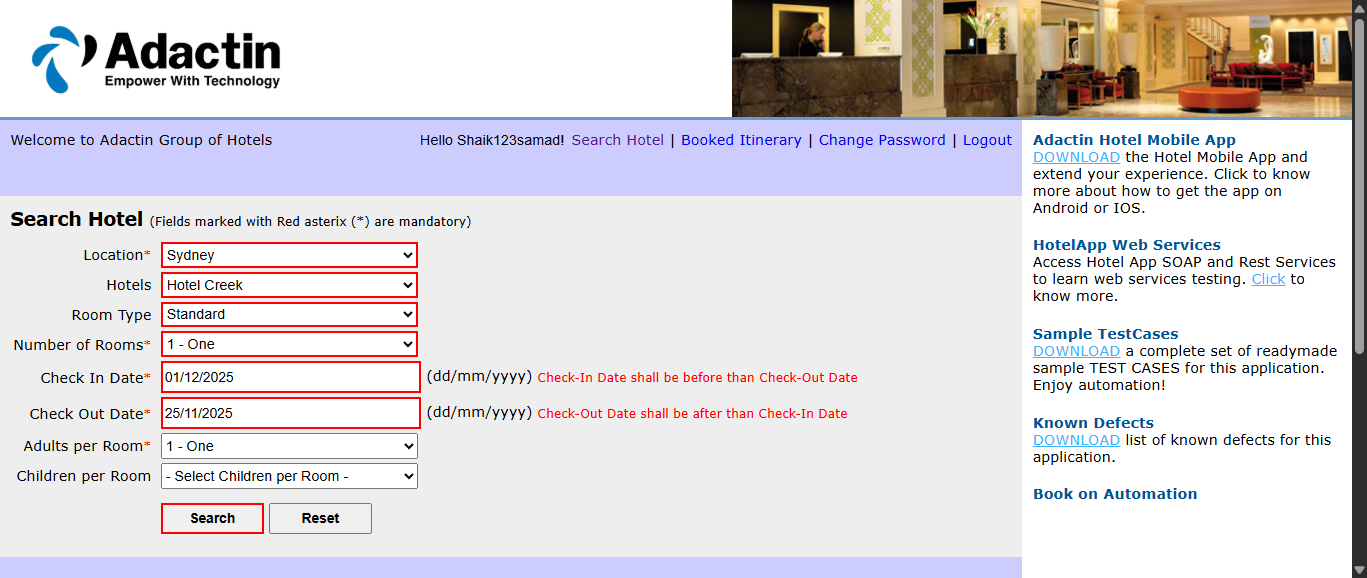 Adactin
Empower With Technology
Welcome to Adactin Group of Hotels
Hello Shaik123samad! Search Hotel | Booked Itinerary | Change Password | Logout
Search Hotel (Fields marked with Red asterix (*) are mandatory)
Location* Sydney
Hotels Hotel Creek
Room Type Standard
Number of Rooms* 1 - One
Check In Date* 01/12/2025 (dd/mm/yyyy) Check-In Date shall be before than Check-Out Date
Check Out Date* 25/11/2025 (dd/mm/yyyy) Check-Out Date shall be after than Check-In Date
Adults per Room* 1 - One
Children per Room - Select Children per Room -
Search Reset
Adactin Hotel Mobile App
DOWNLOAD the Hotel Mobile App and
extend your experience. Click to know
more about how to get the app on
Android or IOS.
HotelApp Web Services
Access Hotel App SOAP and Rest Services
to learn web services testing. Click to
know more.
Sample TestCases
DOWNLOAD a complete set of readymade
sample TEST CASES for this application.
Enjoy automation!
Known Defects
DOWNLOAD list of known defects for this
application.
Book on Automation